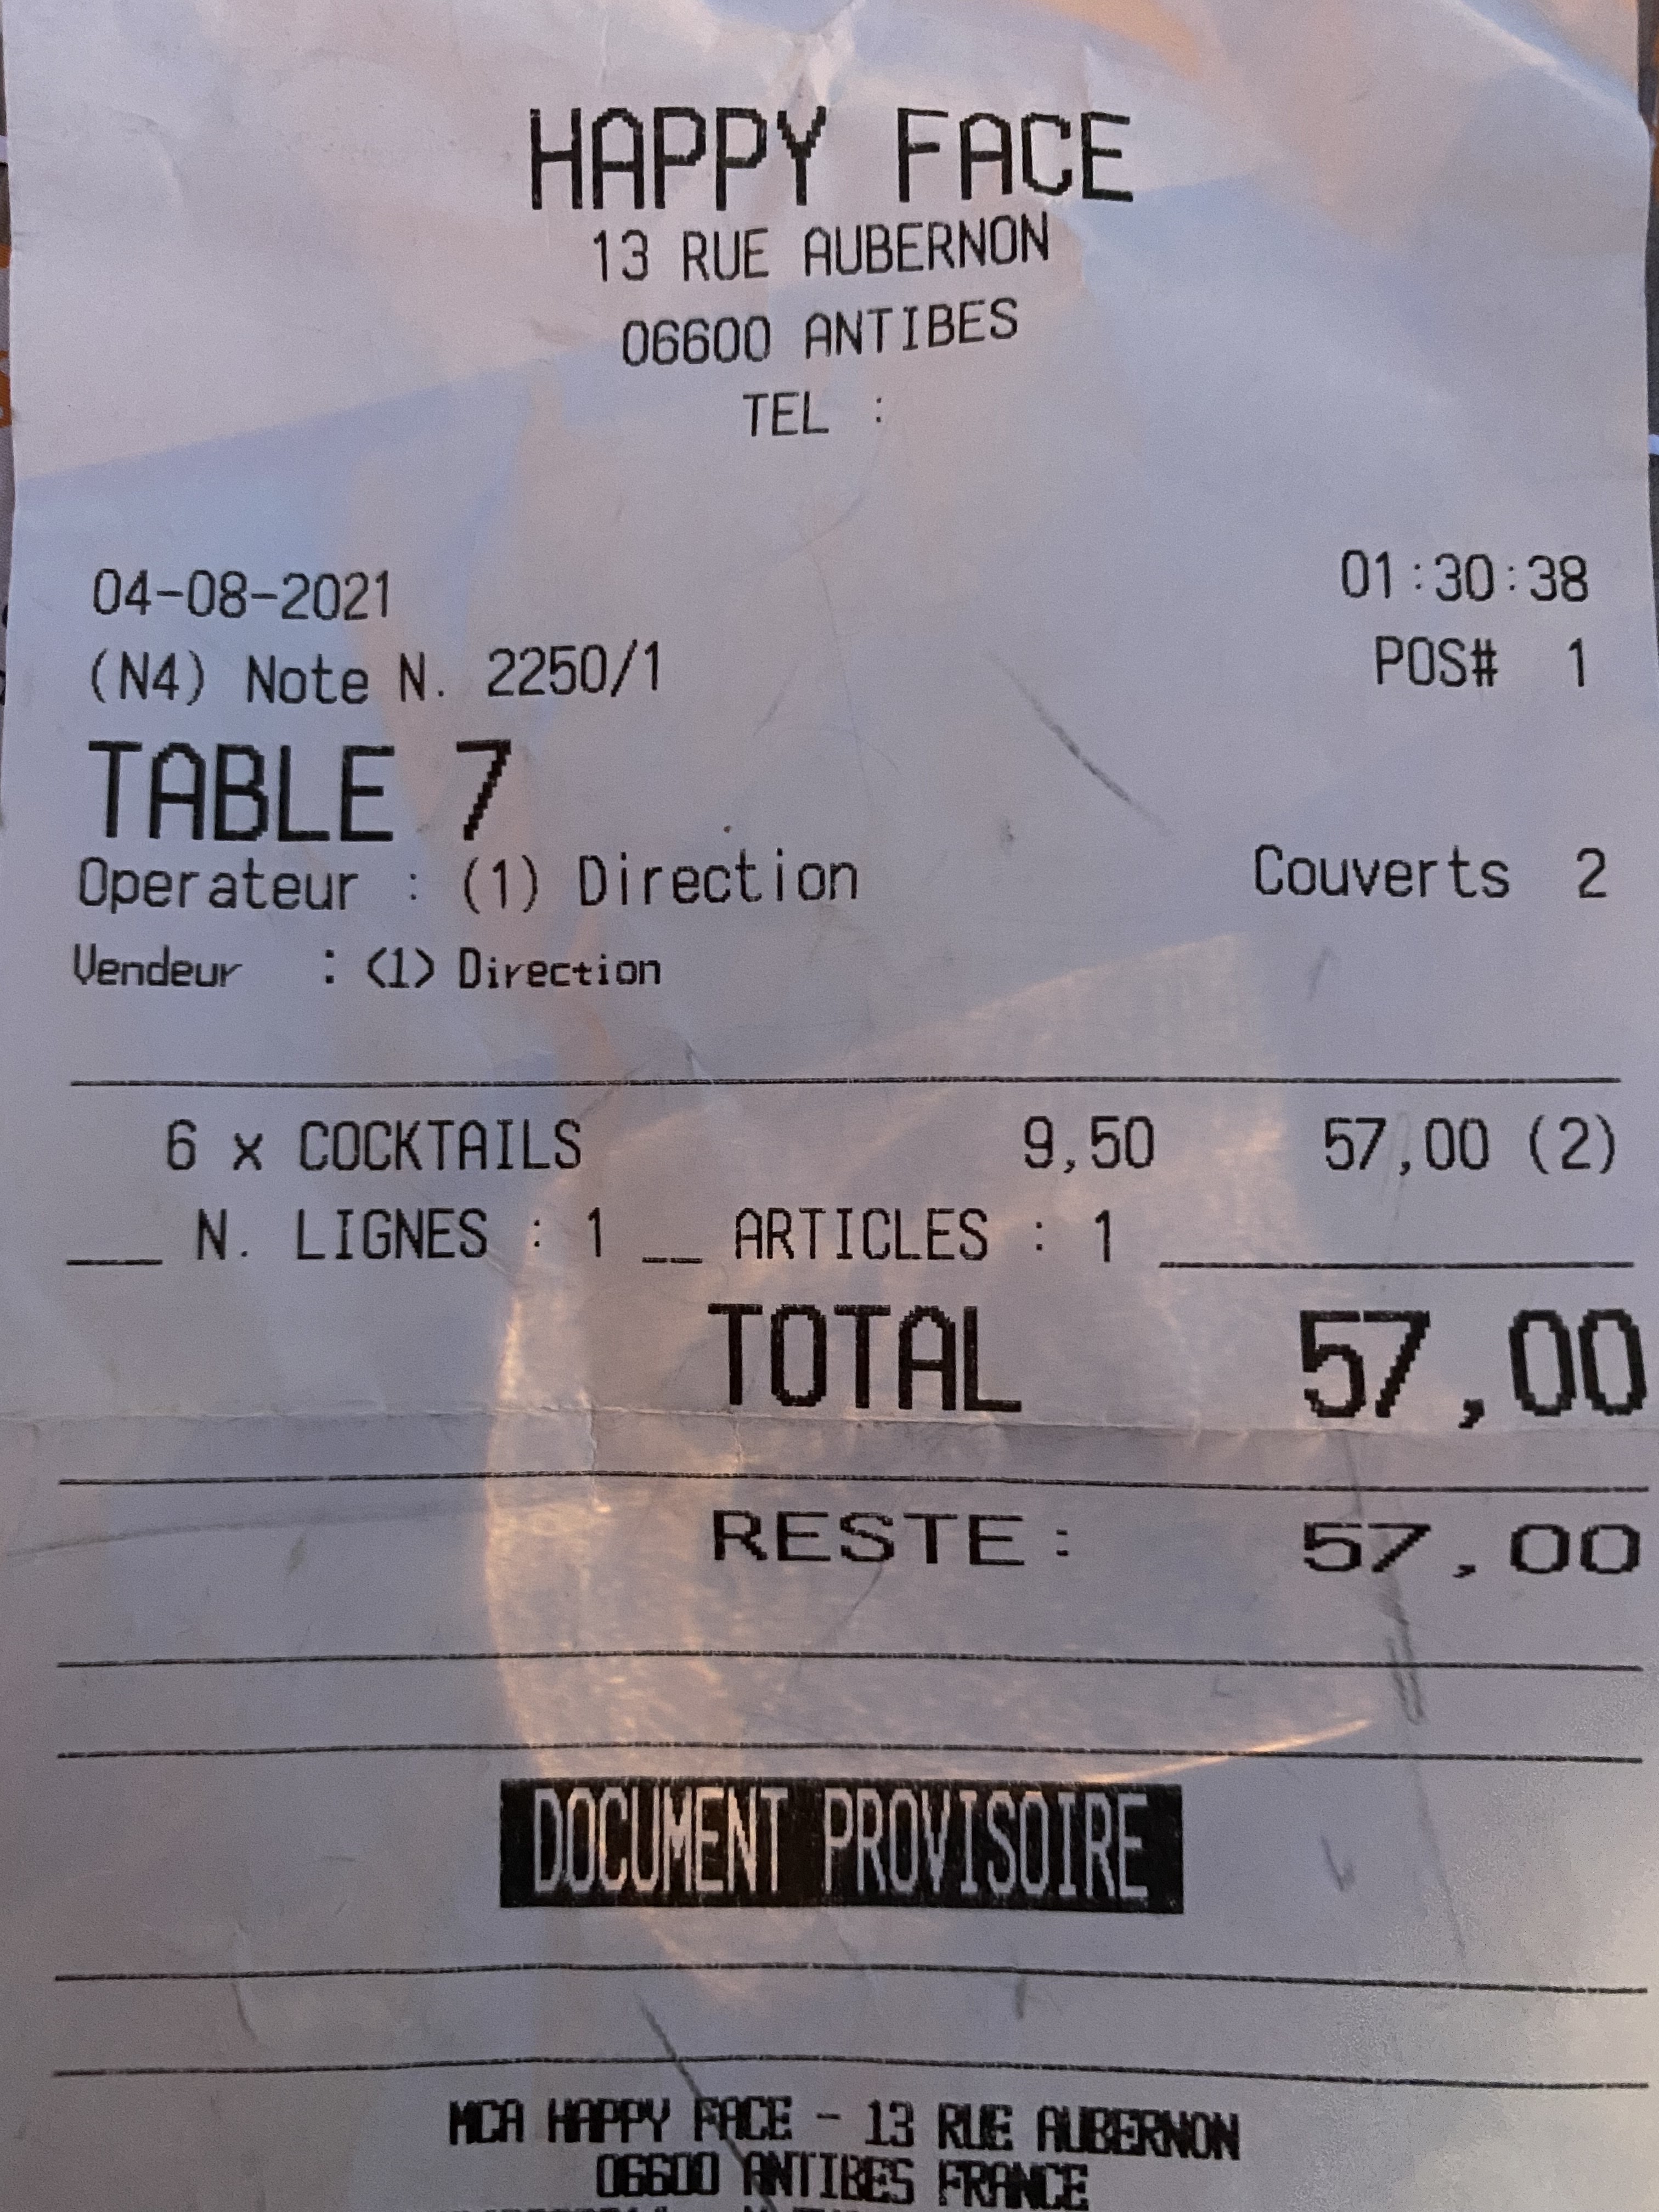 HAPPY FACE
13 RUE AUBERNON
06600 ANTIBES
TEL :
04-08-2021 01:30:38
(N4) Note N. 2250/1 POS# 1
TABLE 7
Operateur : (1) Direction Couverts 2
Vendeur : (1) Direction
6 x COCKTAILS 9,50 57,00 (2)
___ N. LIGNES : 1 __ ARTICLES : 1 ______________
TOTAL 57,00
RESTE: 57,00
DOCUMENT PROVISOIRE
MCA HAPPY FACE - 13 RUE AUBERNON
06600 ANTIBES FRANCE